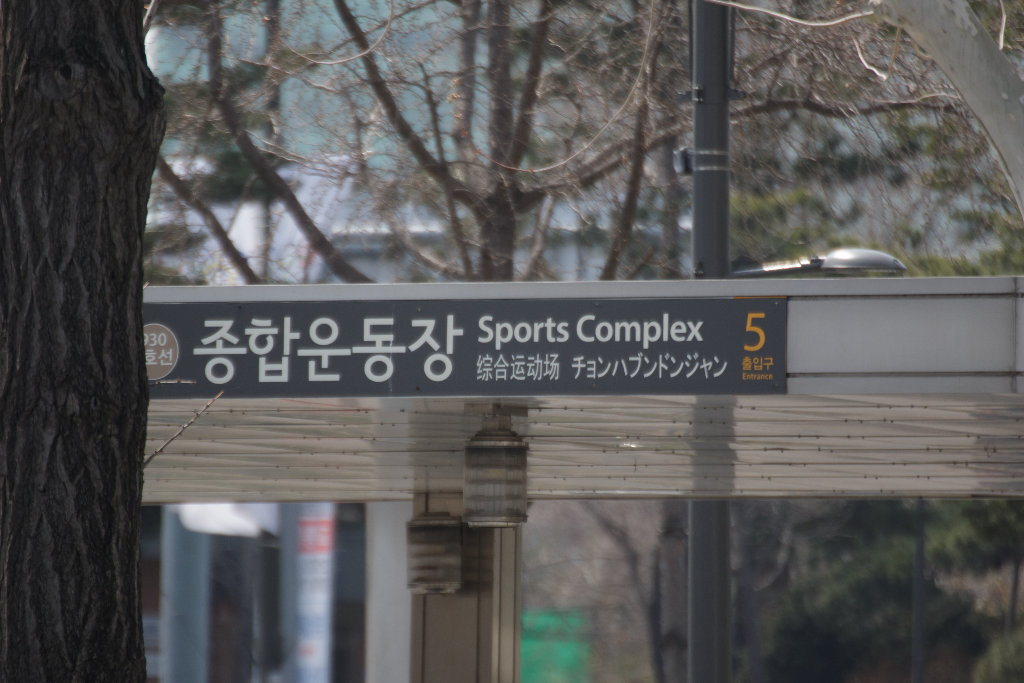 930
호선
종합운동장
Sports Complex
综合运动场 チョンハブンドンジャン
5
출입구
Entrance